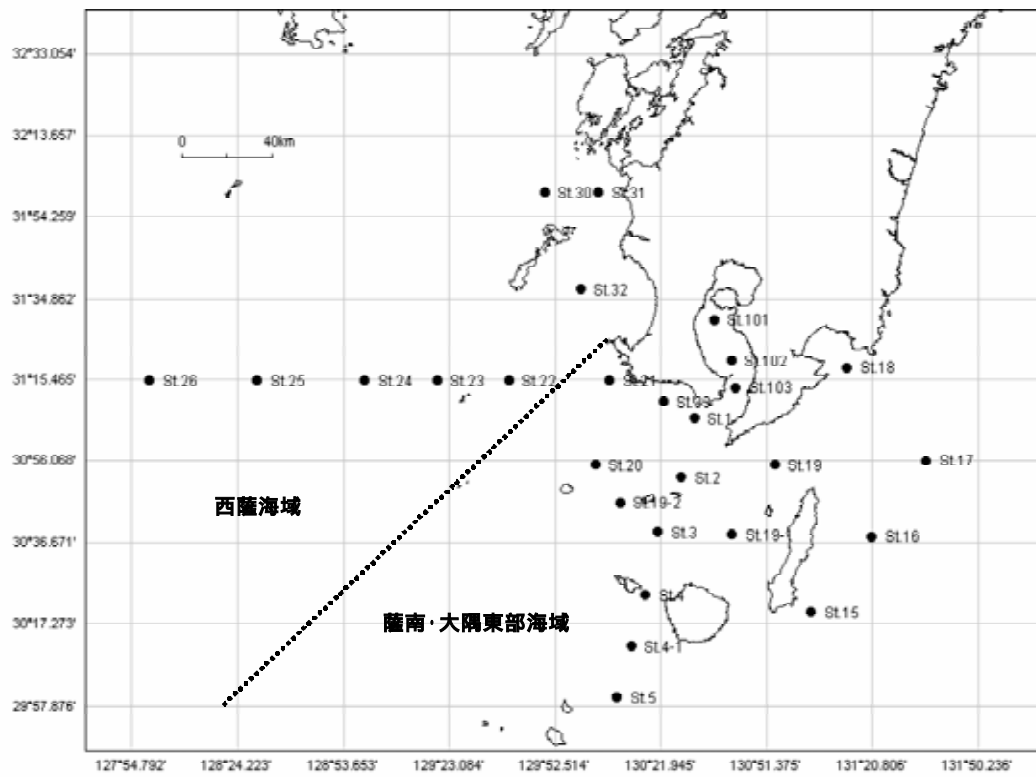 32°33.054'
32°13.657'
0 40km
St.30 St.31
31°54.259'
St.32
31°34.862'
St.101
St.102
St.18
31°15.465'
St.26 St.25 St.24 St.23 St.22 St.21
St.103
St.1
30°56.068'
St.20 St.19 St.17
St.2
西薩海域
St.19-2
St.3 St.19-1 St.16
30°36.671'
St.4
St.15
30°17.273'
薩南・大隅東部海域
St.4-1
St.5
29°57.876'
127°54.792' 128°24.223' 128°53.653' 129°23.084' 129°52.514' 130°21.945' 130°51.375' 131°20.806' 131°50.236'